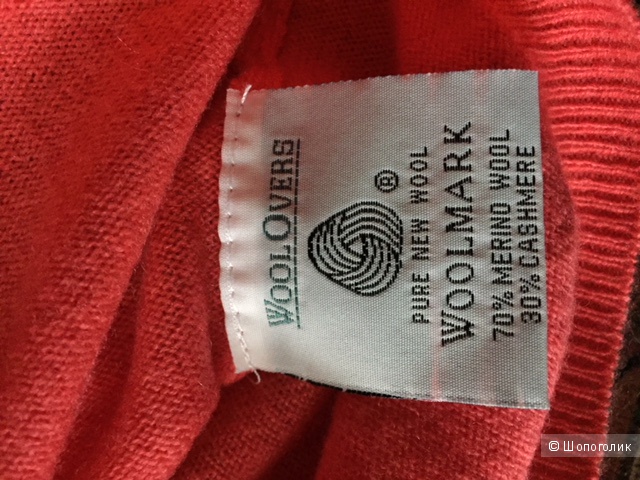 WOOLOVERS
®
PURE NEW WOOL
WOOLMARK
70% MERINO WOOL
30% CASHMERE
© Шопоголик